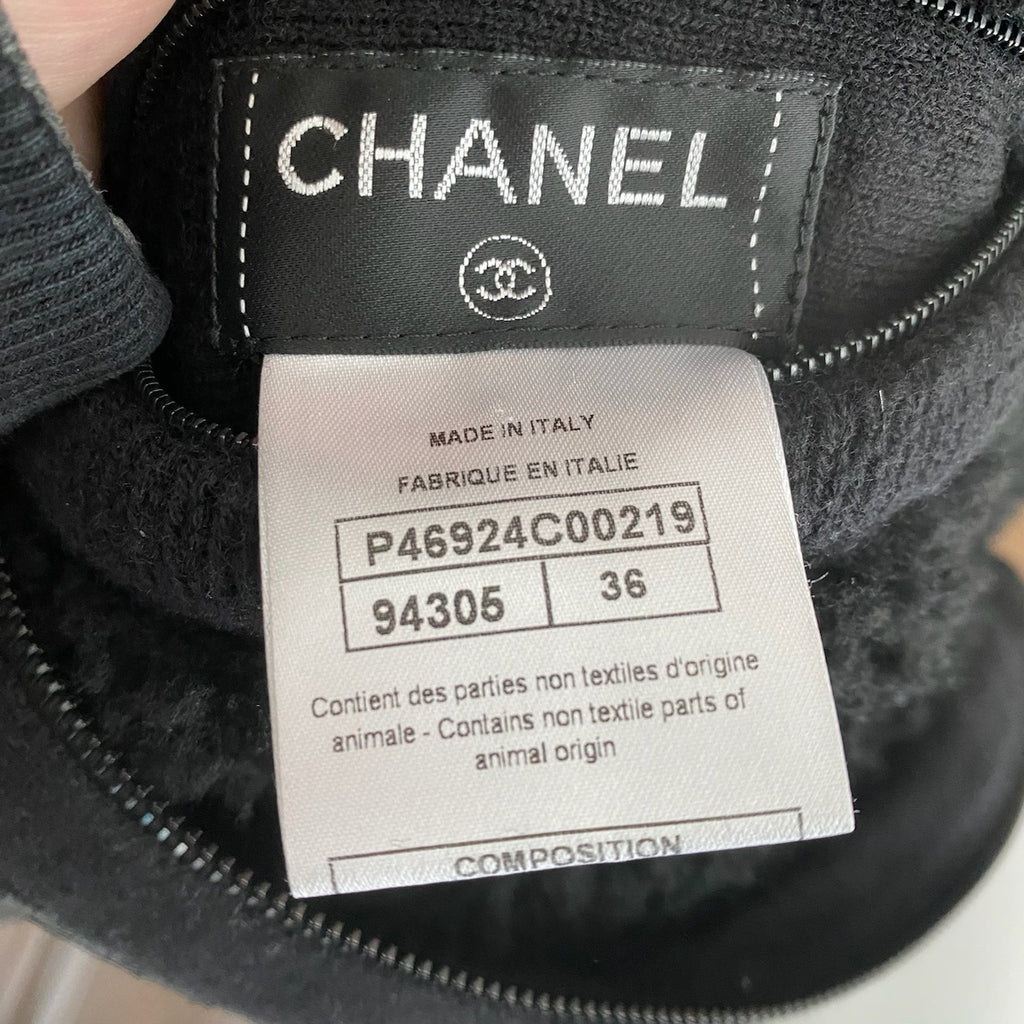 CHANEL
MADE IN ITALY
FABRIQUE EN ITALIE
P46924C00219
94305 36
Contient des parties non textiles d'origine
animale - Contains non textile parts of
animal origin
COMPOSITION